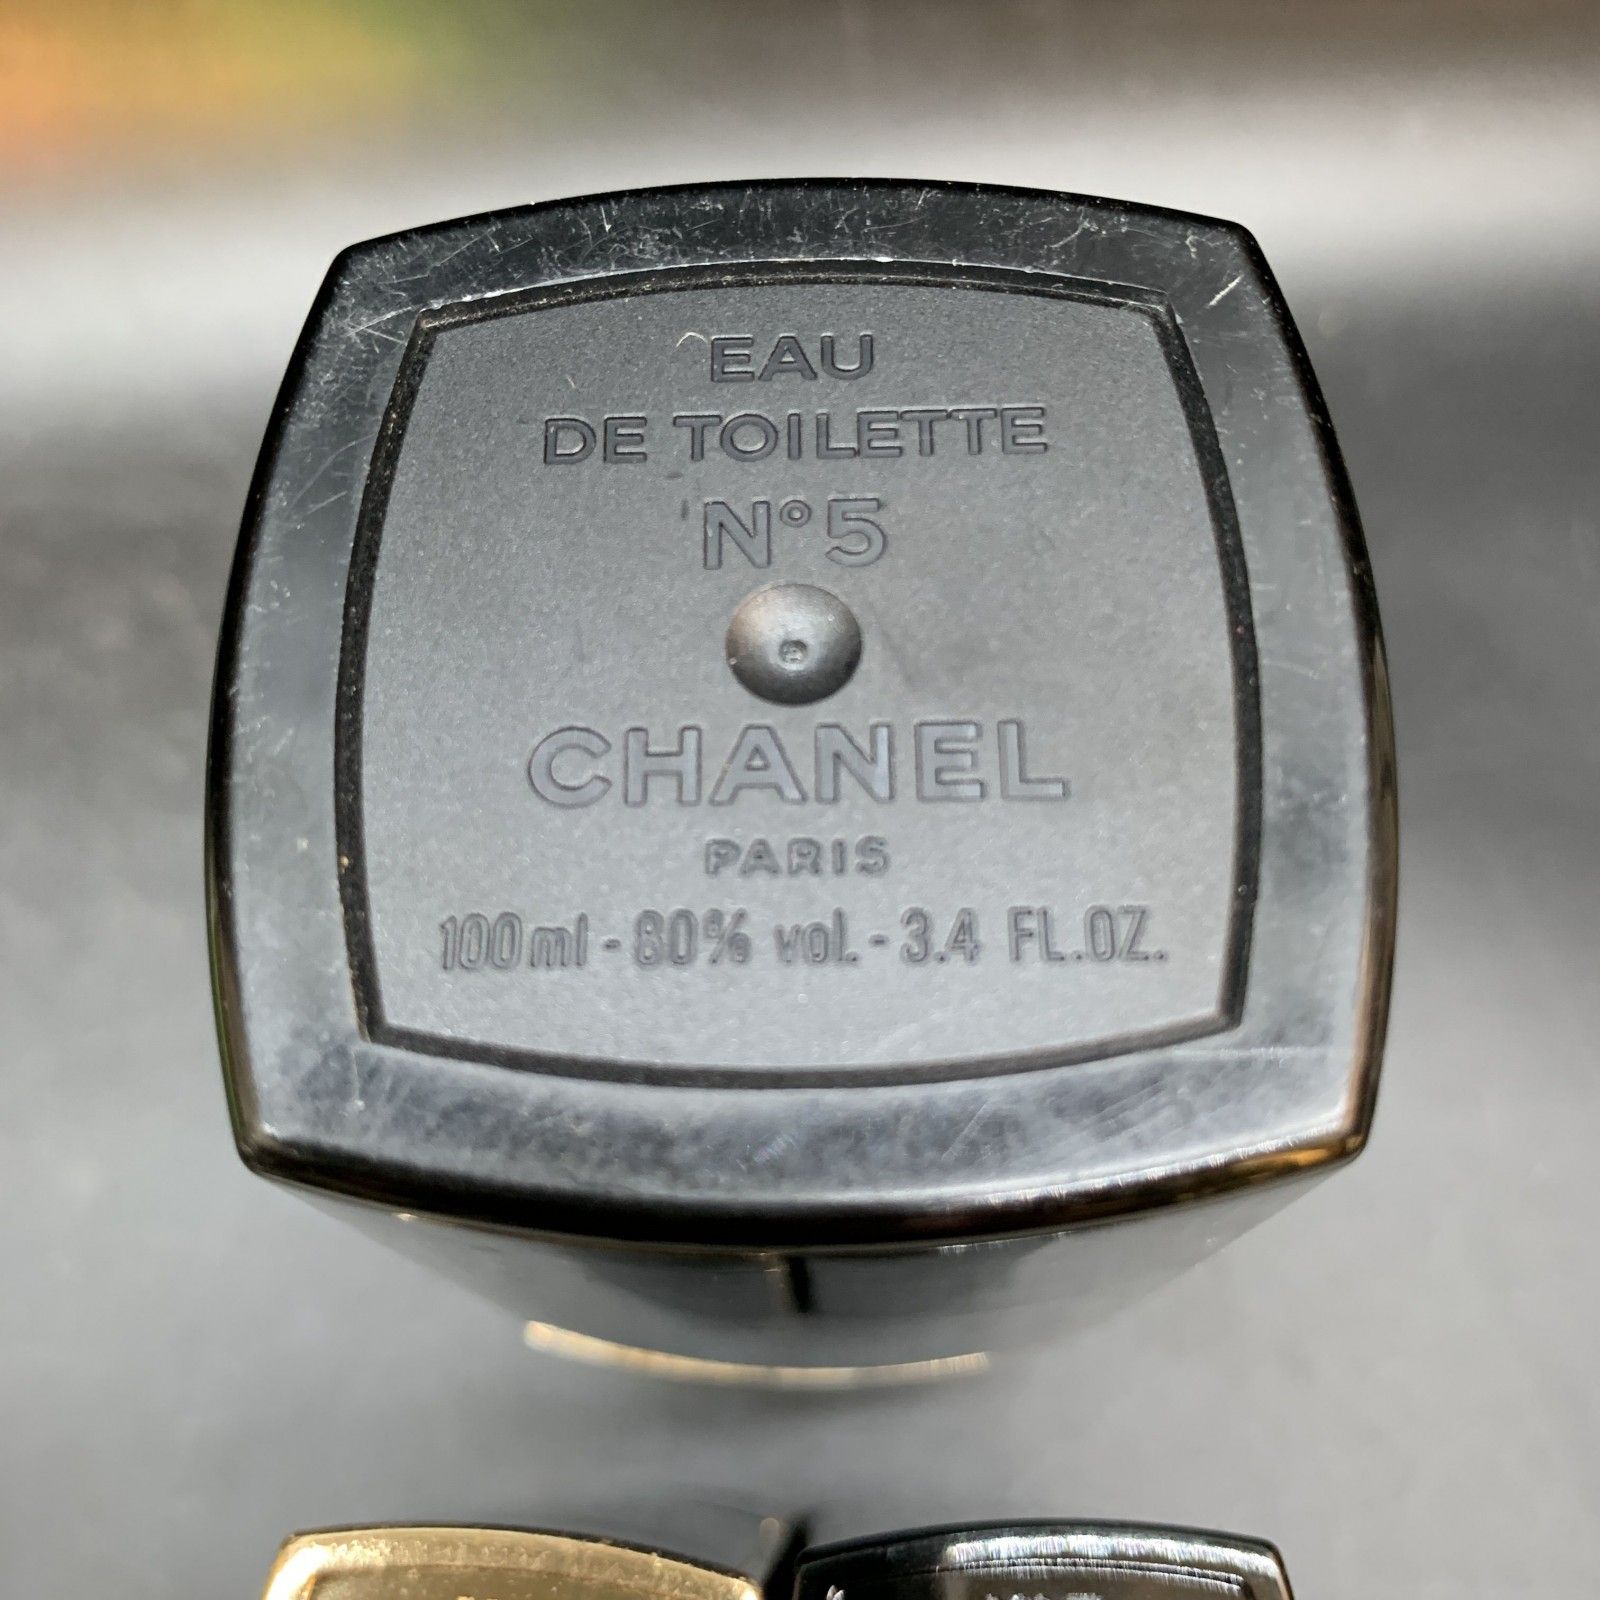 EAU
DE TOILETTE
N°5
CHANEL
PARIS
100ml - 80% vol. - 3.4 FL.OZ.